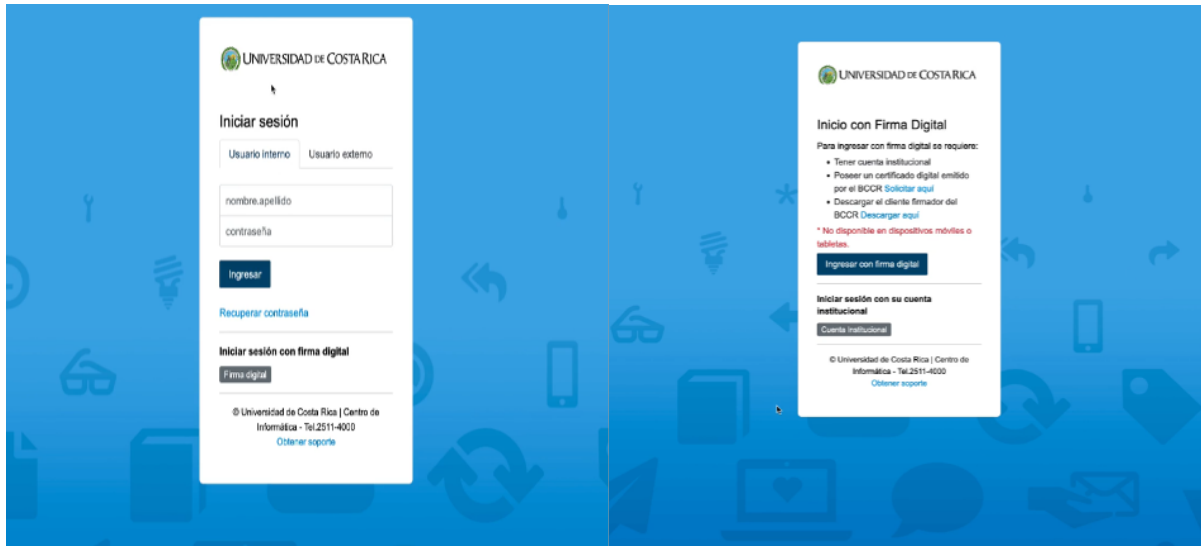 UNIVERSIDAD DE COSTA RICA
Iniciar sesión
Usuario interno Usuario externo
nombre.apellido
contraseña
Ingresar
Recuperar contraseña
Iniciar sesión con firma digital
Firma digital
© Universidad de Costa Rica | Centro de
Informática - Tel.2511-4000
Obtener soporte
UNIVERSIDAD DE COSTA RICA
Inicio con Firma Digital
Para ingresar con firma digital se requiere:
• Tener cuenta institucional
• Poseer un certificado digital emitido
por el BCCR Solicitar aquí
• Descargar el cliente firmador del
BCCR Descargar aquí
* No disponible en dispositivos móviles o
tabletas.
Ingresar con firma digital
Iniciar sesión con su cuenta
institucional
Cuenta institucional
© Universidad de Costa Rica | Centro de
Informática - Tel.2511-4000
Obtener soporte